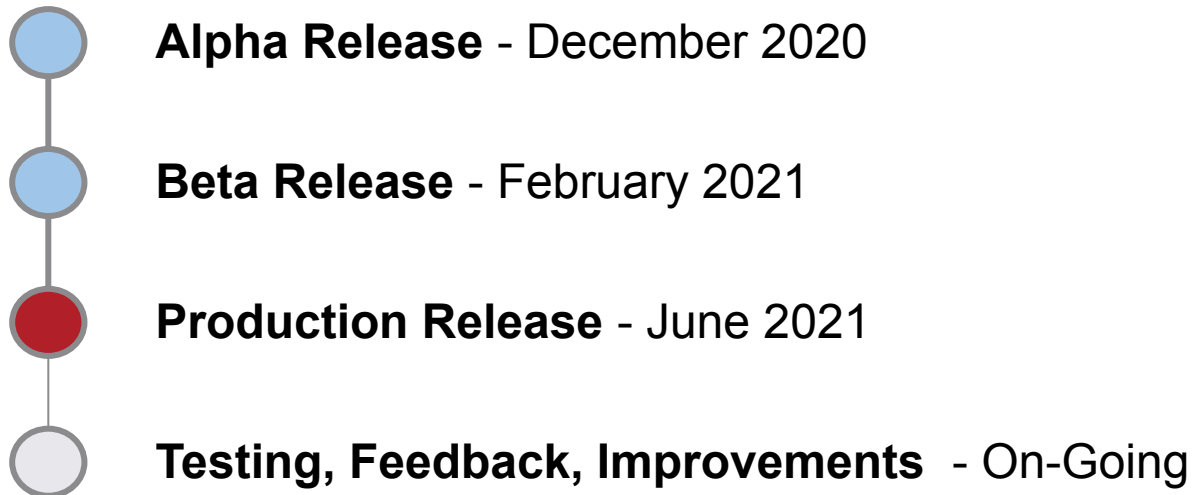 Alpha Release - December 2020
Beta Release - February 2021
Production Release - June 2021
Testing, Feedback, Improvements - On-Going